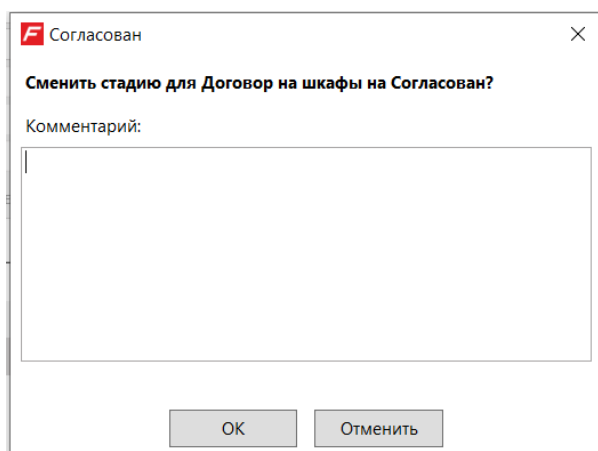 F Согласован
Сменить стадию для Договор на шкафы на Согласован?
Комментарий:
ОК Отменить